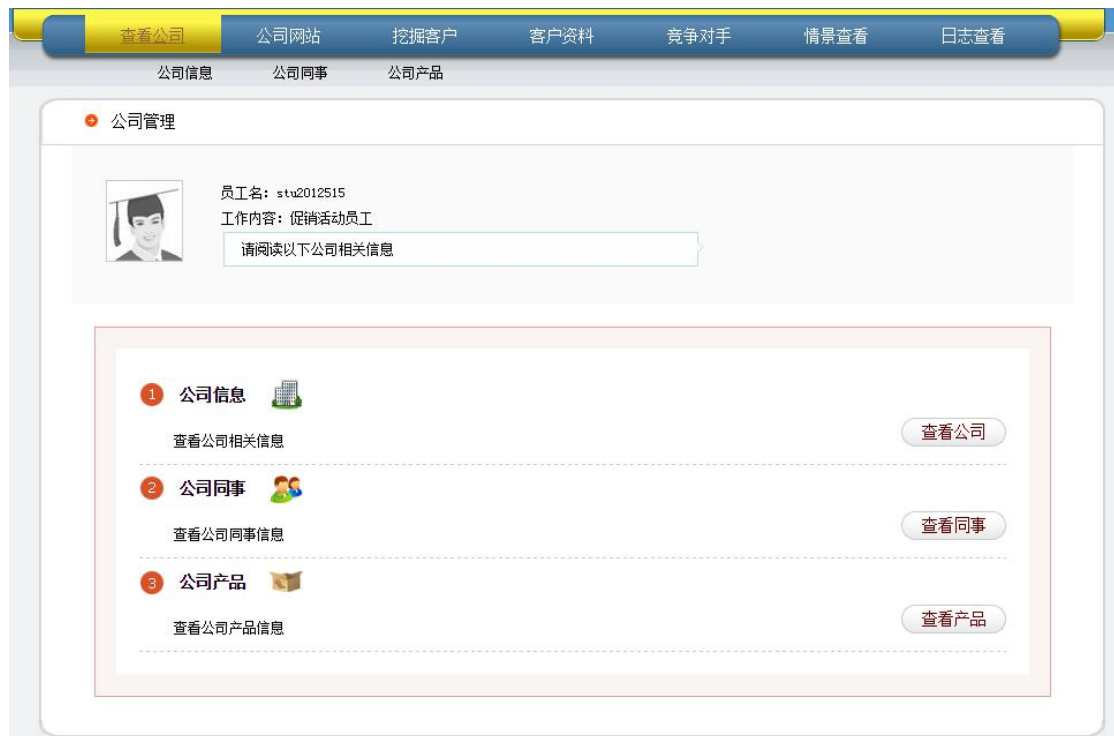 查看公司 公司网站 挖掘客户 客户资料 竞争对手 情景查看 日志查看
公司信息 公司同事 公司产品
公司管理
员工名：stu2012515
工作内容：促销活动员工
请阅读以下公司相关信息
1 公司信息
查看公司相关信息
查看公司
2 公司同事
查看公司同事信息
查看同事
3 公司产品
查看公司产品信息
查看产品